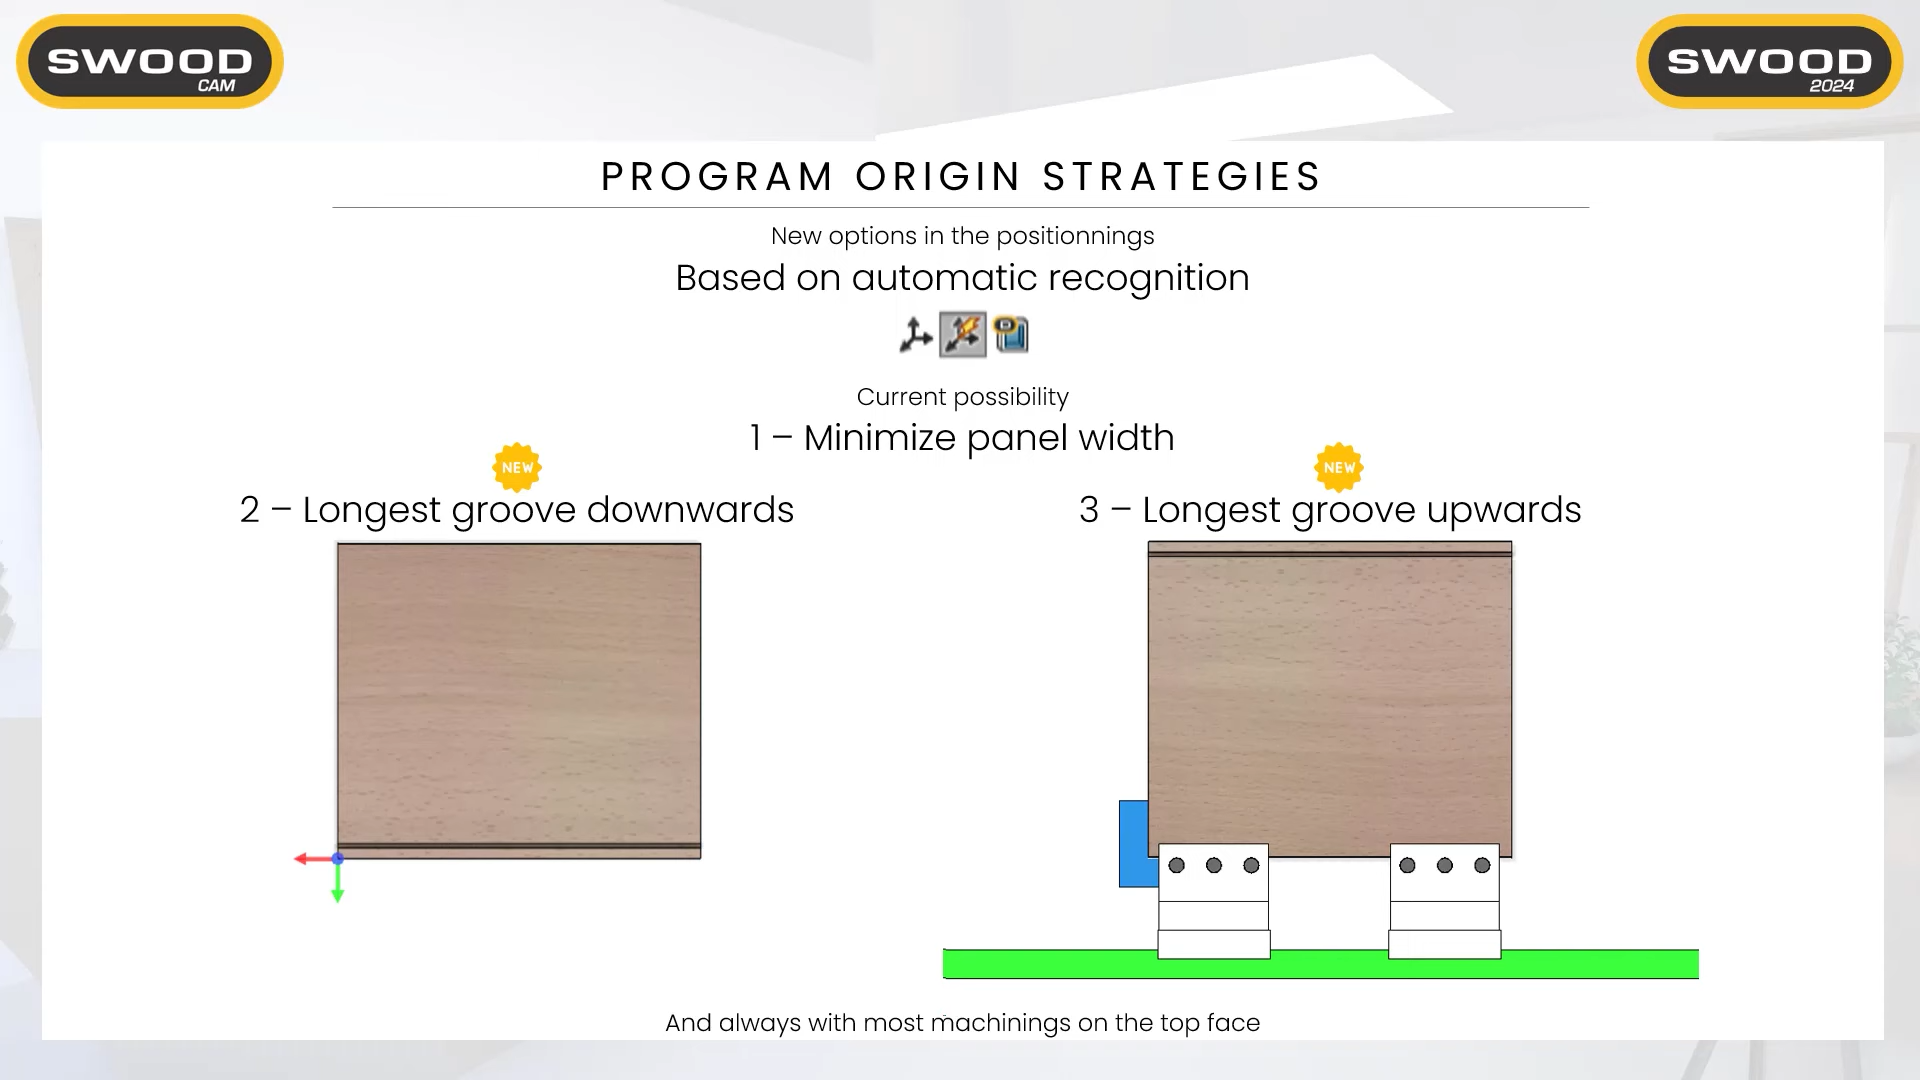 SWOOD
CAM
SWOOD
2024
PROGRAM ORIGIN STRATEGIES
New options in the positionnings
Based on automatic recognition
Current possibility
1 – Minimize panel width
NEW
2 – Longest groove downwards
NEW
3 – Longest groove upwards
And always with most machinings on the top face